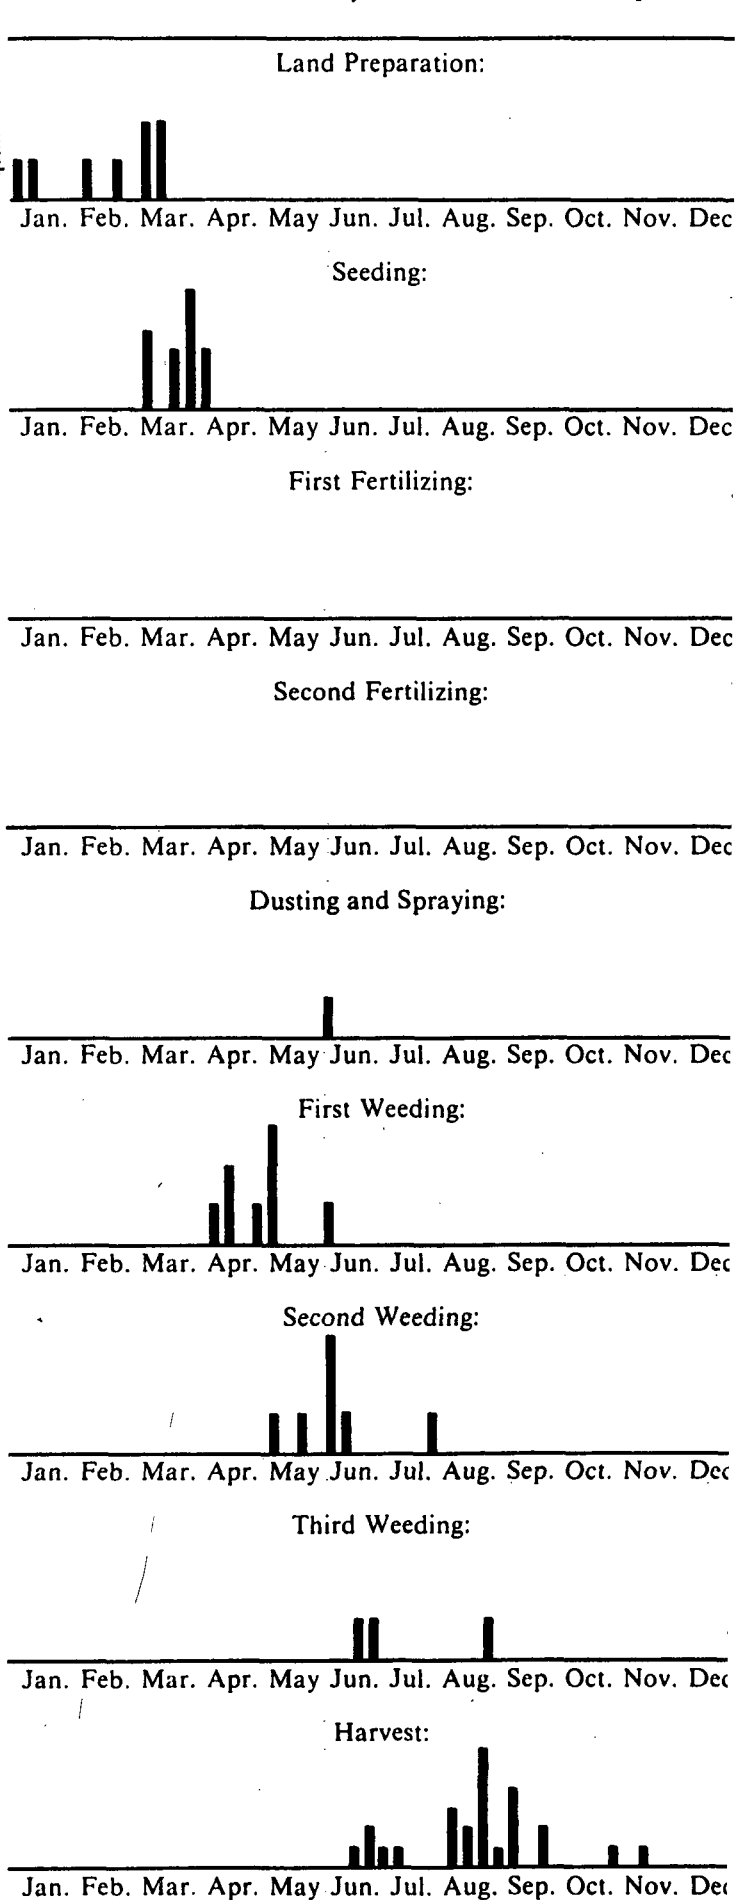 Land Preparation:
Jan. Feb. Mar. Apr. May Jun. Jul. Aug. Sep. Oct. Nov. Dec
Seeding:
Jan. Feb. Mar. Apr. May Jun. Jul. Aug. Sep. Oct. Nov. Dec
First Fertilizing:
Jan. Feb. Mar. Apr. May Jun. Jul. Aug. Sep. Oct. Nov. Dec
Second Fertilizing:
Jan. Feb. Mar. Apr. May Jun. Jul. Aug. Sep. Oct. Nov. Dec
Dusting and Spraying:
Jan. Feb. Mar. Apr. May Jun. Jul. Aug. Sep. Oct. Nov. Dec
First Weeding:
Jan. Feb. Mar. Apr. May Jun. Jul. Aug. Sep. Oct. Nov. Dec
Second Weeding:
Jan. Feb. Mar. Apr. May Jun. Jul. Aug. Sep. Oct. Nov. Dec
Third Weeding:
Jan. Feb. Mar. Apr. May Jun. Jul. Aug. Sep. Oct. Nov. Dec
Harvest:
Jan. Feb. Mar. Apr. May Jun. Jul. Aug. Sep. Oct. Nov. Dec